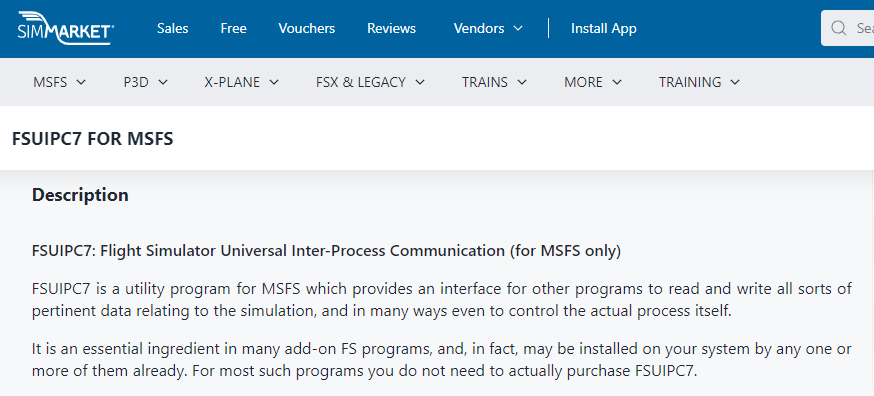 SIMMARKET
Sales Free Vouchers Reviews Vendors Install App
MSFS P3D X-PLANE FSX & LEGACY TRAINS MORE TRAINING
FSUIPC7 FOR MSFS
Description
FSUIPC7: Flight Simulator Universal Inter-Process Communication (for MSFS only)
FSUIPC7 is a utility program for MSFS which provides an interface for other programs to read and write all sorts of
pertinent data relating to the simulation, and in many ways even to control the actual process itself.
It is an essential ingredient in many add-on FS programs, and, in fact, may be installed on your system by any one or
more of them already. For most such programs you do not need to actually purchase FSUIPC7.